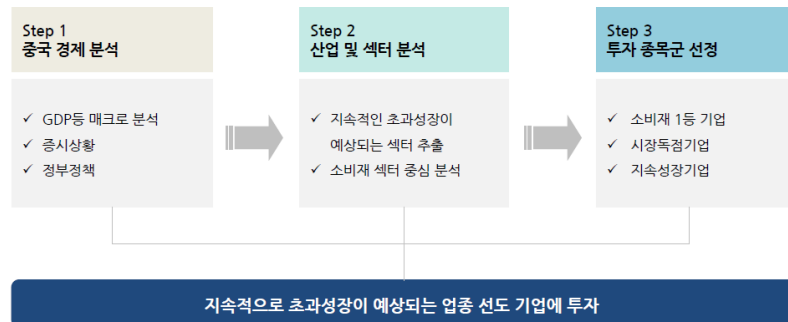 Step 1
중국 경제 분석
✓ GDP등 매크로 분석
✓ 증시상황
✓ 정부정책
Step 2
산업 및 섹터 분석
✓ 지속적인 초과성장이
예상되는 섹터 추출
✓ 소비재 섹터 중심 분석
Step 3
투자 종목군 선정
✓ 소비재 1등 기업
✓ 시장독점기업
✓ 지속성장기업
지속적으로 초과성장이 예상되는 업종 선도 기업에 투자